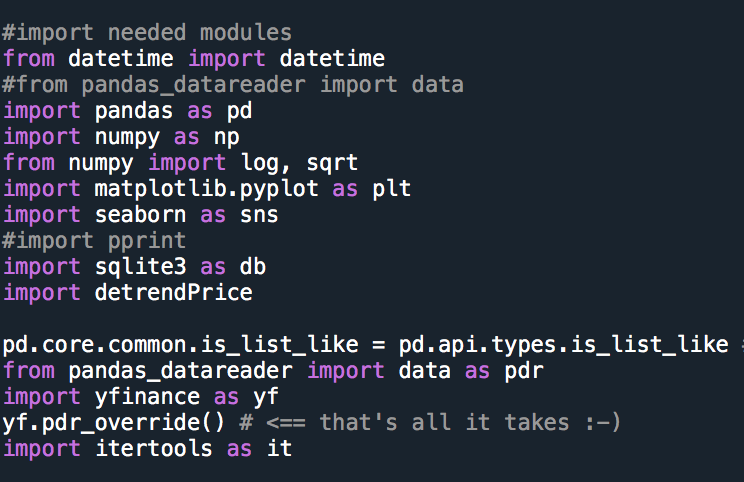 #import needed modules
from datetime import datetime
#from pandas_datareader import data
import pandas as pd
import numpy as np
from numpy import log, sqrt
import matplotlib.pyplot as plt
import seaborn as sns
#import pprint
import sqlite3 as db
import detrendPrice
pd.core.common.is_list_like = pd.api.types.is_list_like
from pandas_datareader import data as pdr
import yfinance as yf
yf.pdr_override() # <== that's all it takes :-)
import itertools as it